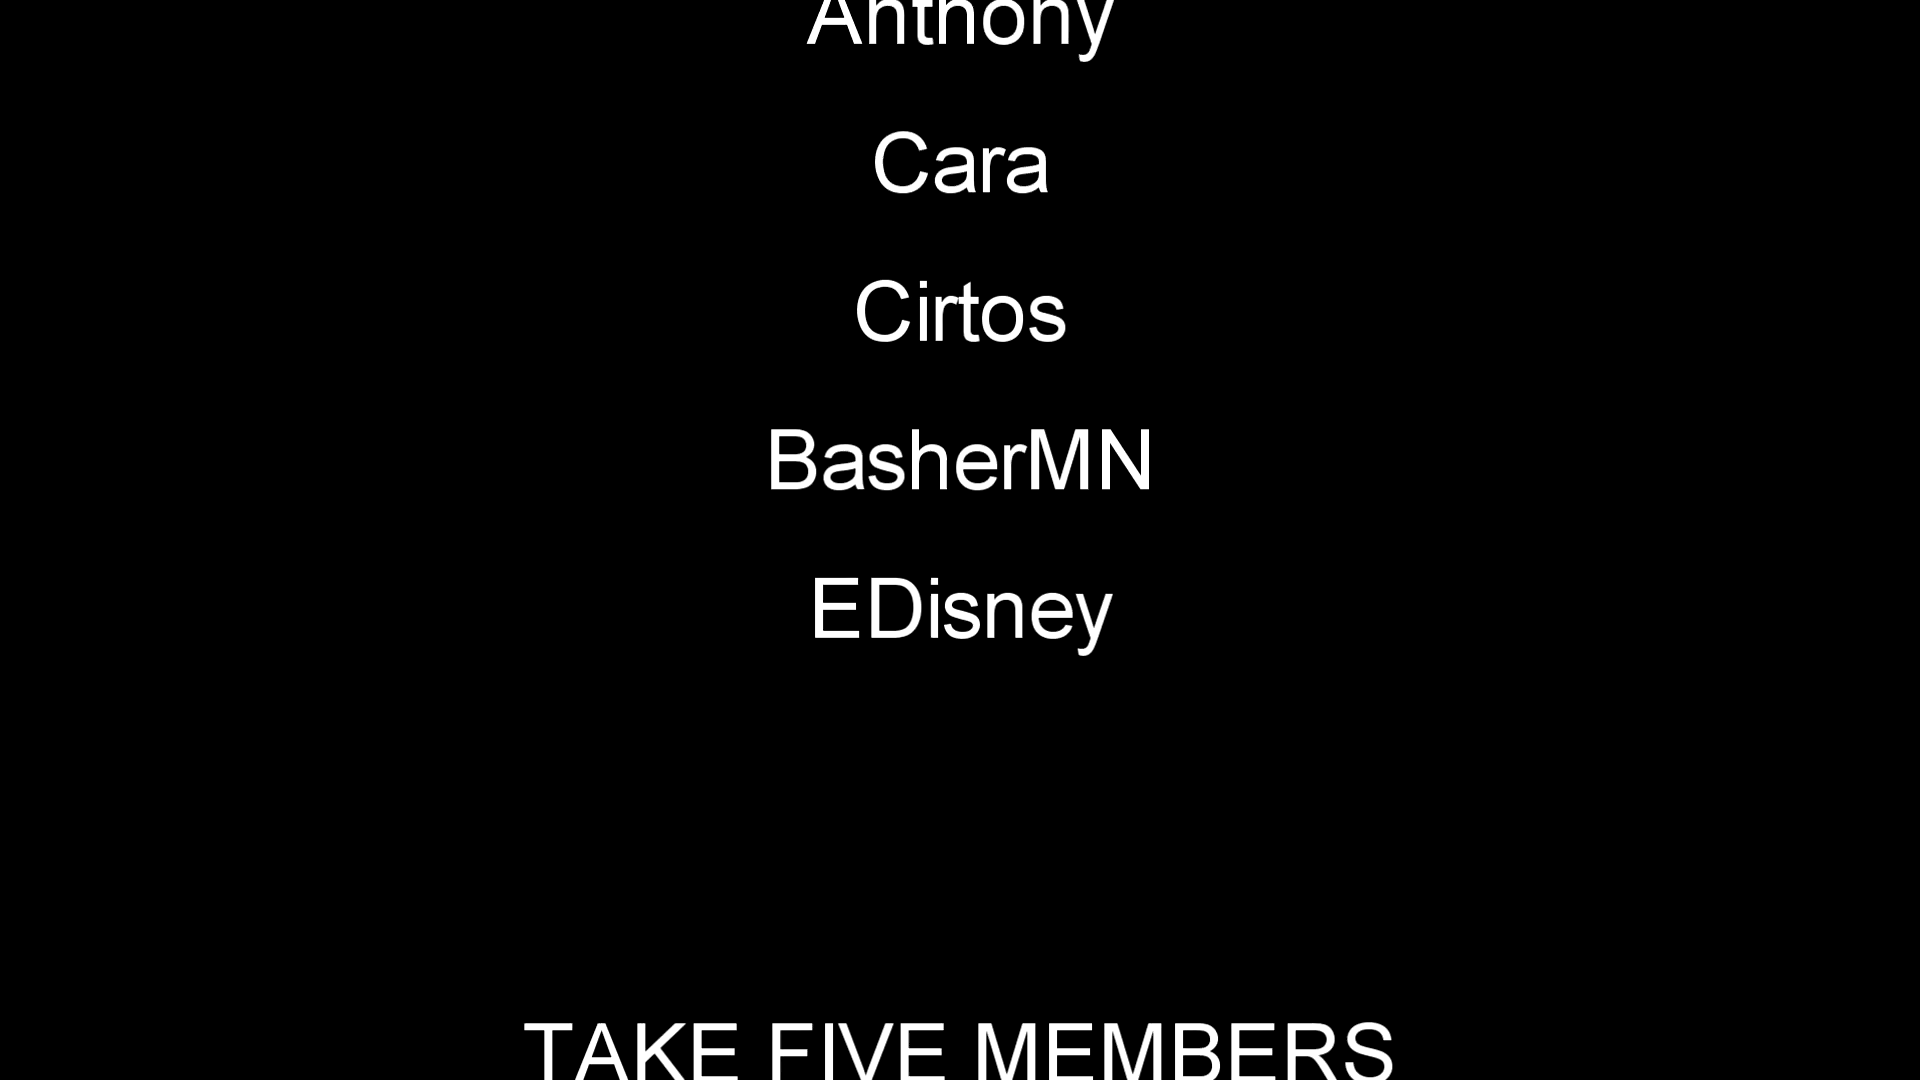 Anthony
Cara
Cirtos
BasherMN
EDisney
TAKE FIVE MEMBERS